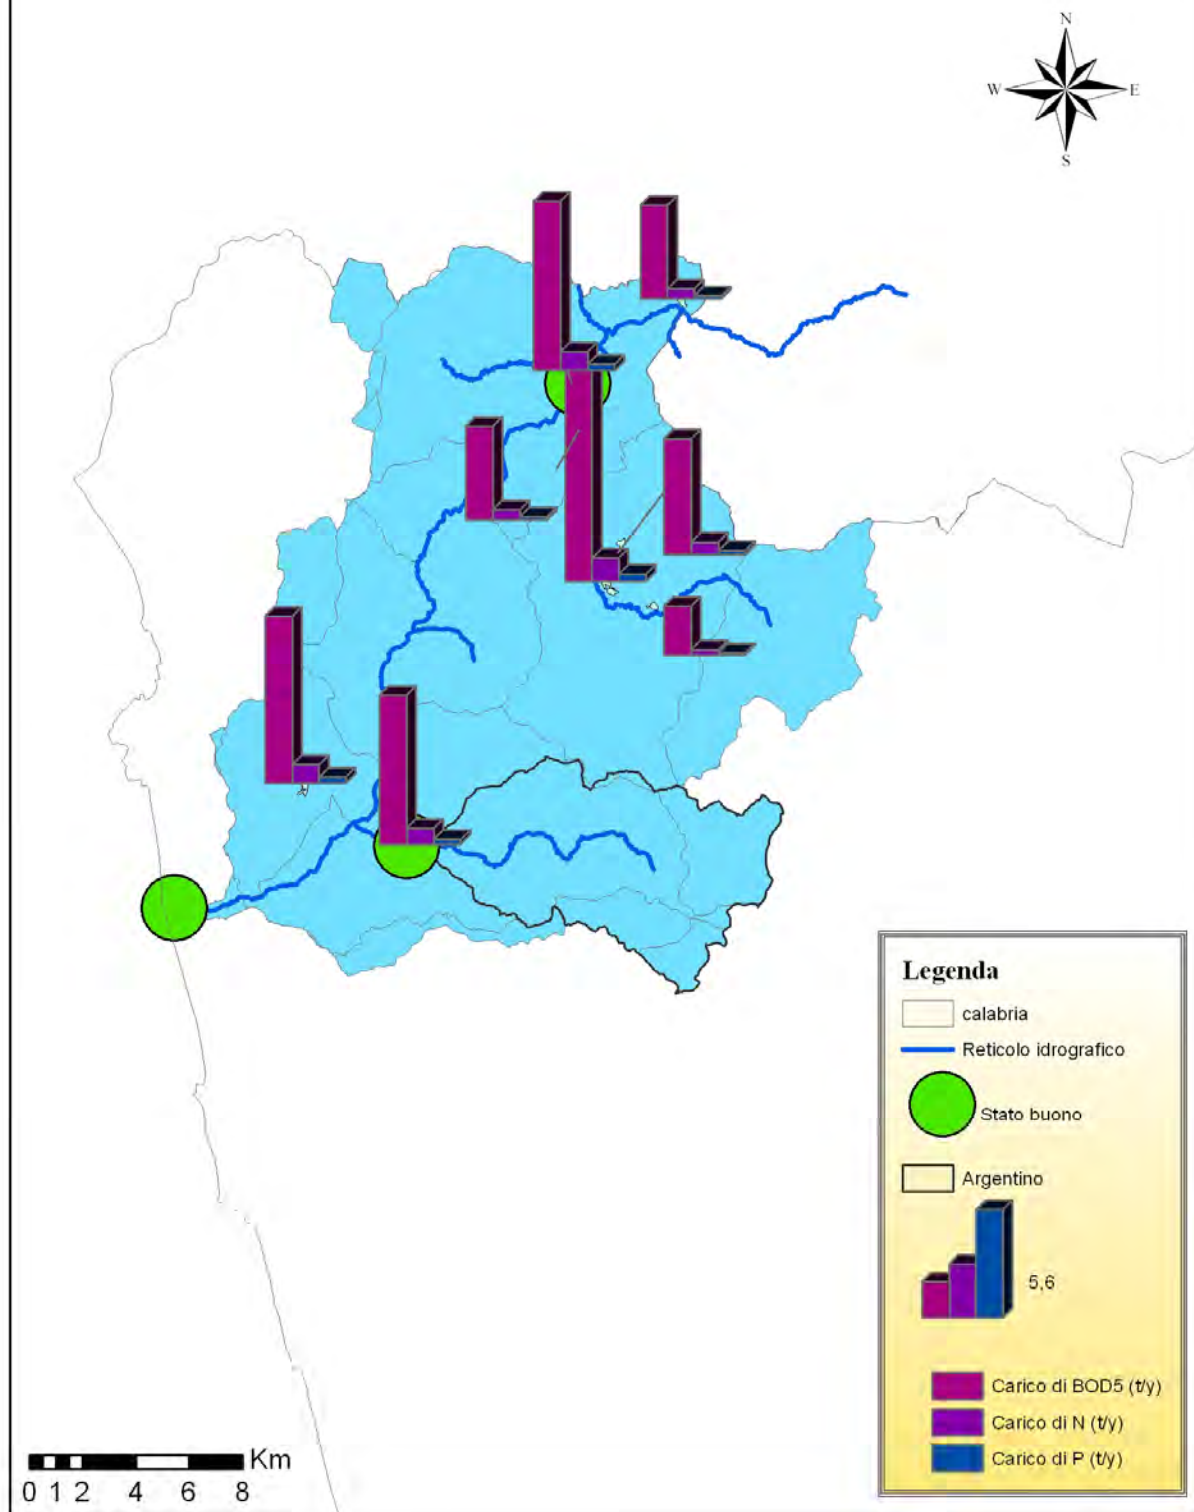 N
W E
S
Legenda
calabria
Reticolo idrografico
Stato buono
Argentino
5,6
Carico di BOD5 (t/y)
Carico di N (t/y)
Carico di P (t/y)
Km
0 1 2 4 6 8